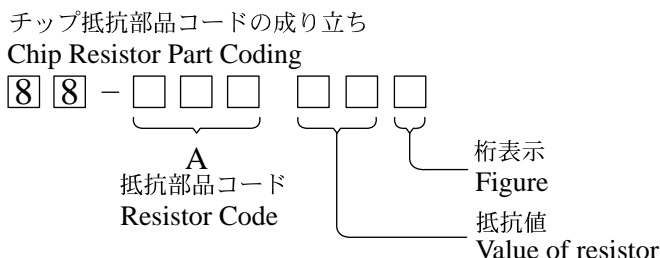 チップ抵抗部品コードの成り立ち
Chip Resistor Part Coding
8 8 - □ □ □ □ □ □
A
抵抗部品コード
Resistor Code
桁表示
Figure
抵抗値
Value of resistor